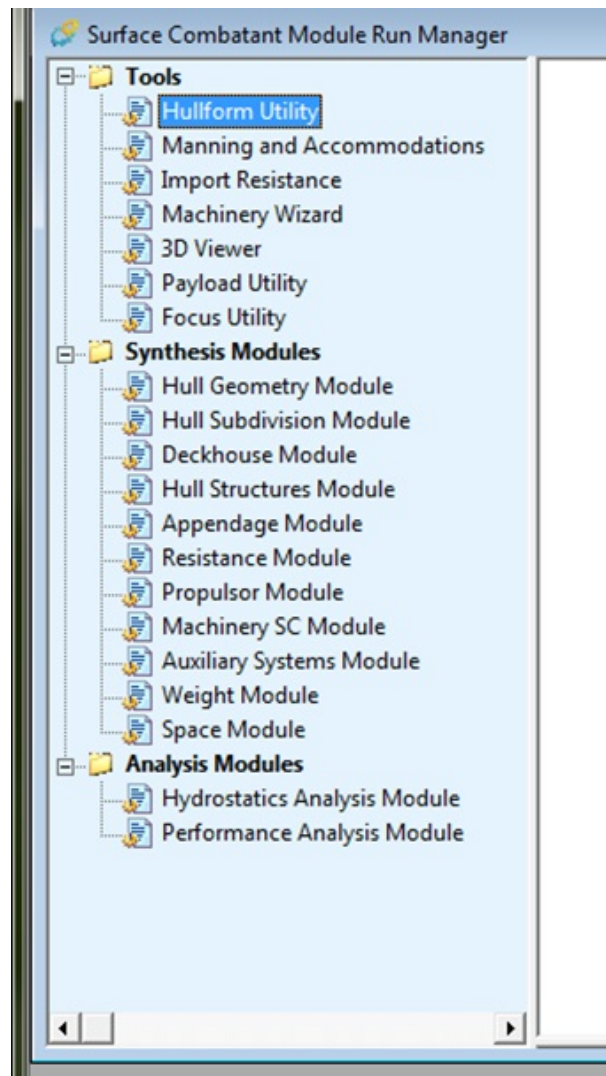 Surface Combatant Module Run Manager
Tools
Hullform Utility
Manning and Accommodations
Import Resistance
Machinery Wizard
3D Viewer
Payload Utility
Focus Utility
Synthesis Modules
Hull Geometry Module
Hull Subdivision Module
Deckhouse Module
Hull Structures Module
Appendage Module
Resistance Module
Propulsor Module
Machinery SC Module
Auxiliary Systems Module
Weight Module
Space Module
Analysis Modules
Hydrostatics Analysis Module
Performance Analysis Module